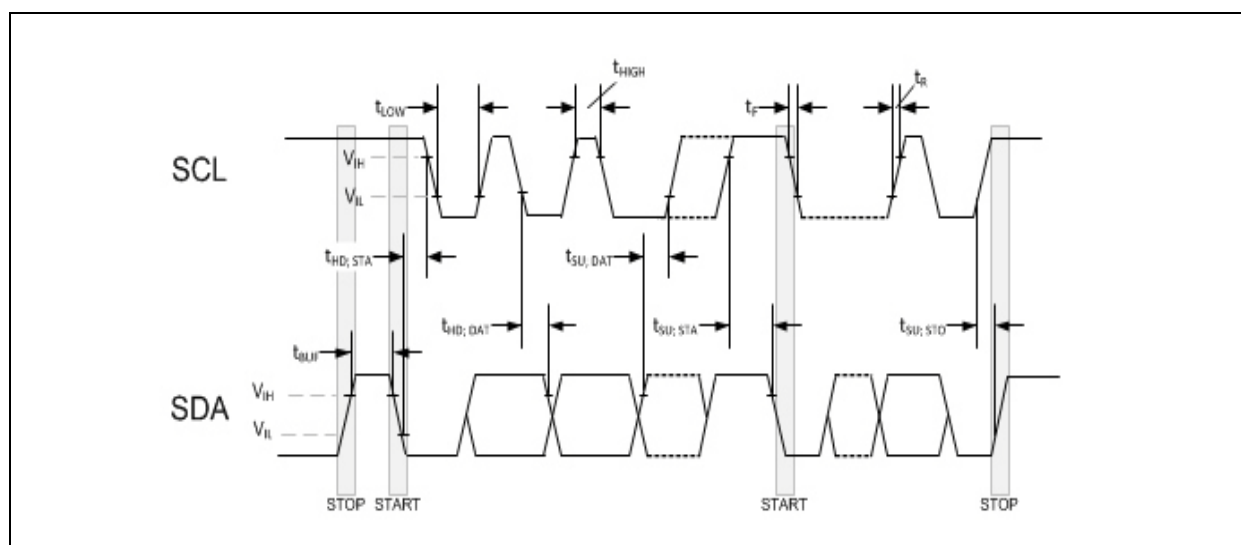 tHIGH
tR
tLOW
tF
SCL
VIH
VIL
tHD; STA
tSU, DAT
tHD; DAT
tSU; STA
tSU; STO
tBUF
VIH
SDA
VIL
STOP START START STOP